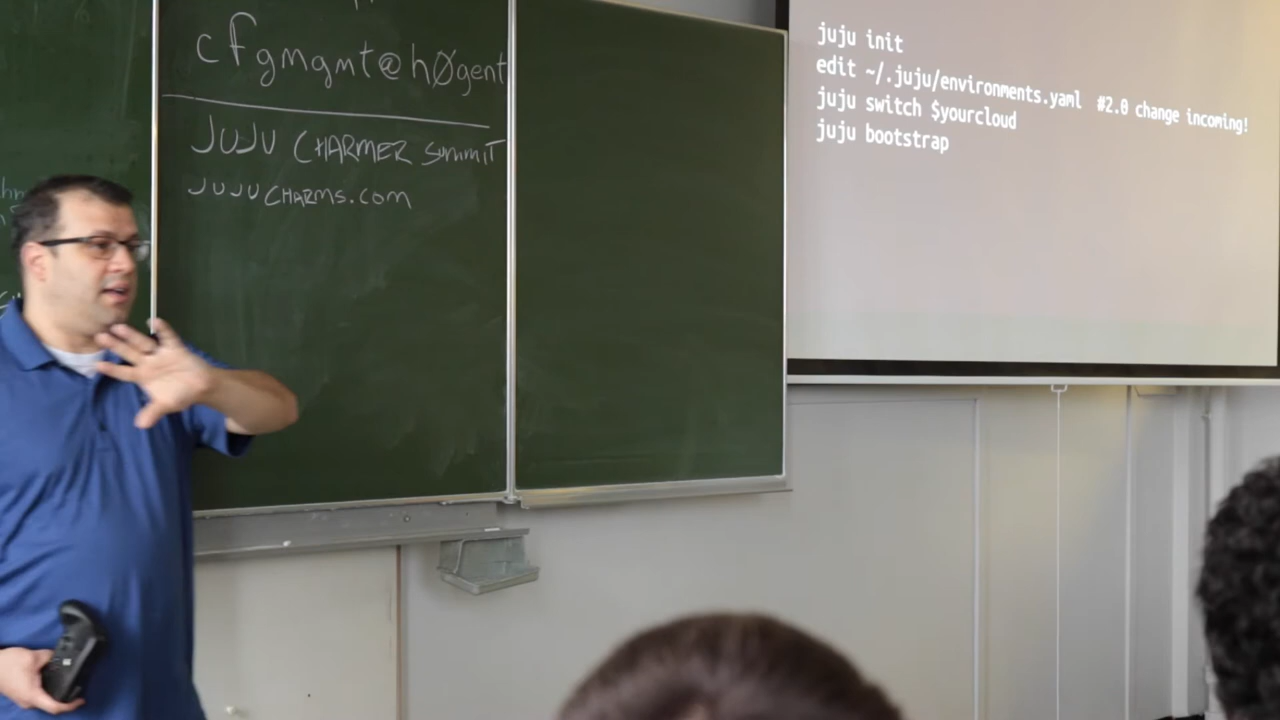 cfgmgmt@hØgent
JUJU CHARMER SUMMIT
JUJUCHARMS.COM
juju init
edit ~/.juju/environments.yaml #2.0 change incoming!
juju switch $yourcloud
juju bootstrap